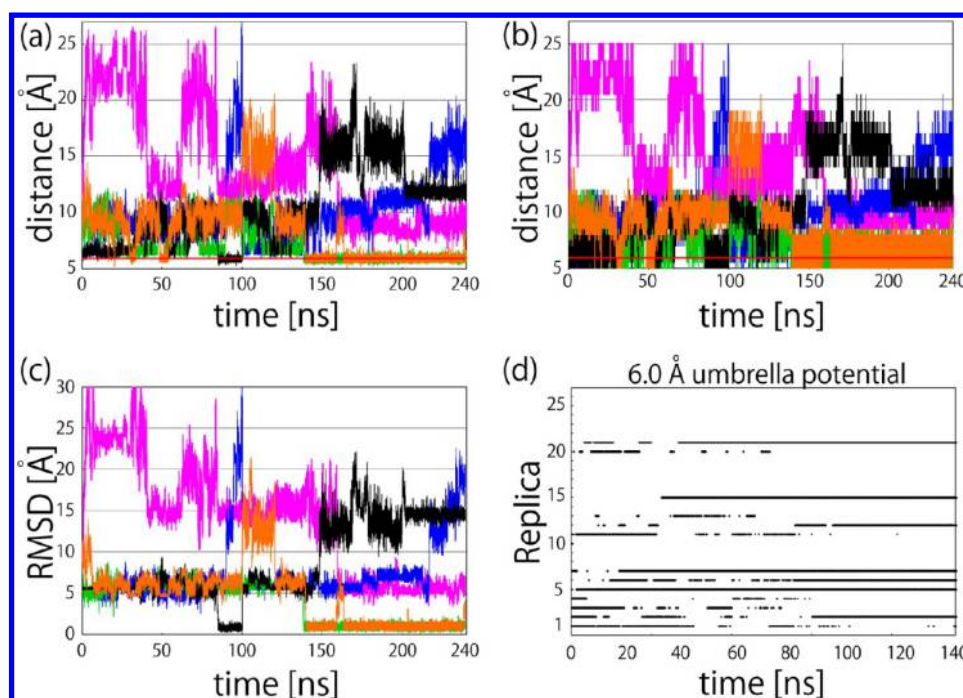 (a)
distance [Å]
25
20
15
10
5
0 50 100 150 200 240
time [ns]
(b)
distance [Å]
25
20
15
10
5
0 50 100 150 200 240
time [ns]
(c)
RMSD [Å]
30
25
20
15
10
5
0
0 50 100 150 200 240
time [ns]
(d)
6.0 Å umbrella potential
Replica
25
20
15
10
5
1
0 20 40 60 80 100 120 140
time [ns]